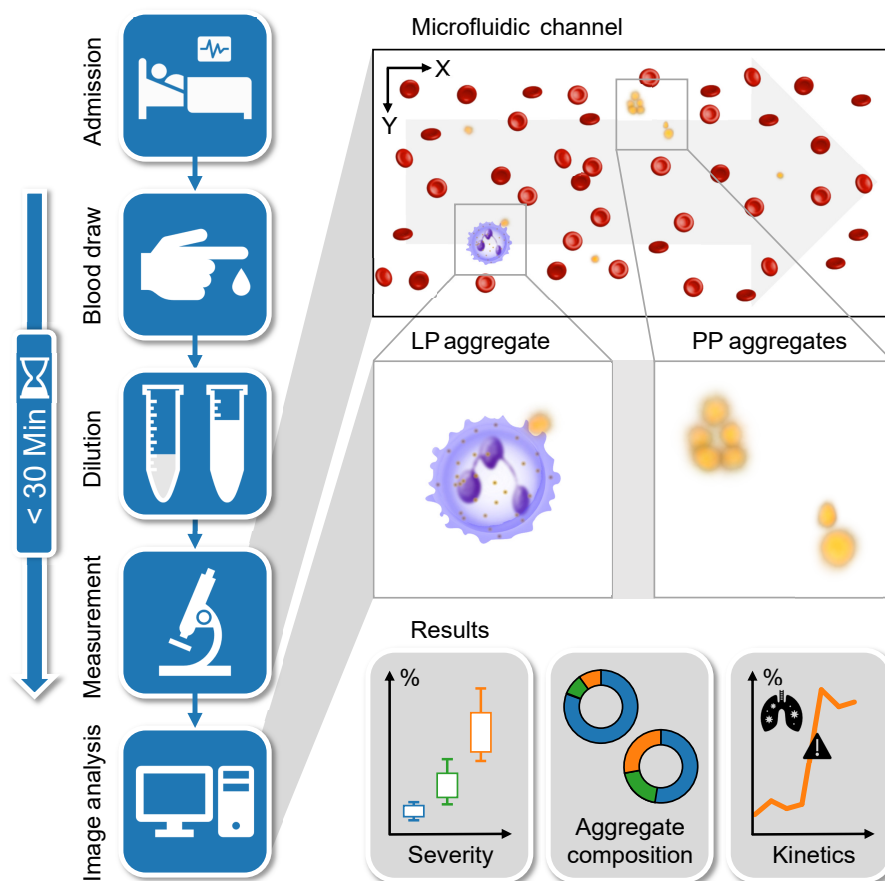 Admission
Blood draw
Dilution
Measurement
Image analysis
< 30 Min
Microfluidic channel
X
Y
LP aggregate
PP aggregates
Results
%
Severity
Aggregate
composition
%
Kinetics